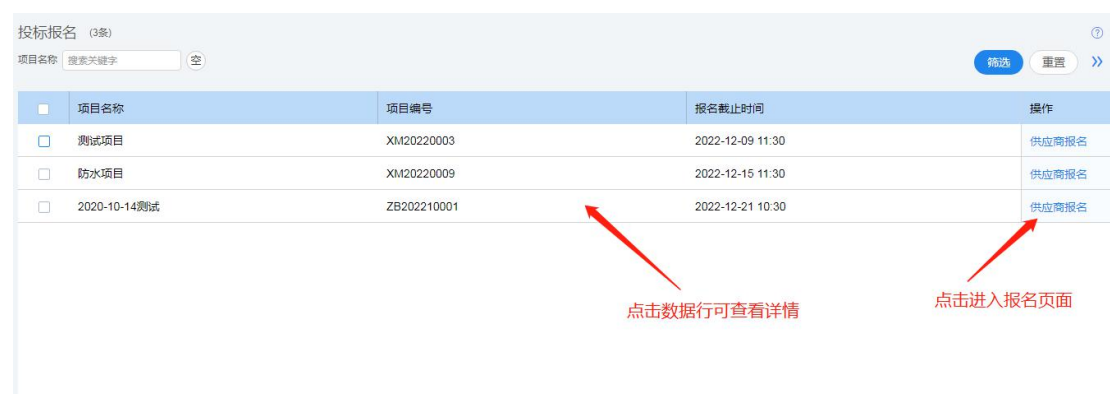 投标报名 (3条)
项目名称 搜索关键字 空 筛选 重置
项目名称 项目编号 报名截止时间 操作
测试项目 XM20220003 2022-12-09 11:30 供应商报名
防水项目 XM20220009 2022-12-15 11:30 供应商报名
2020-10-14测试 ZB202210001 2022-12-21 10:30 供应商报名
点击数据行可查看详情
点击进入报名页面